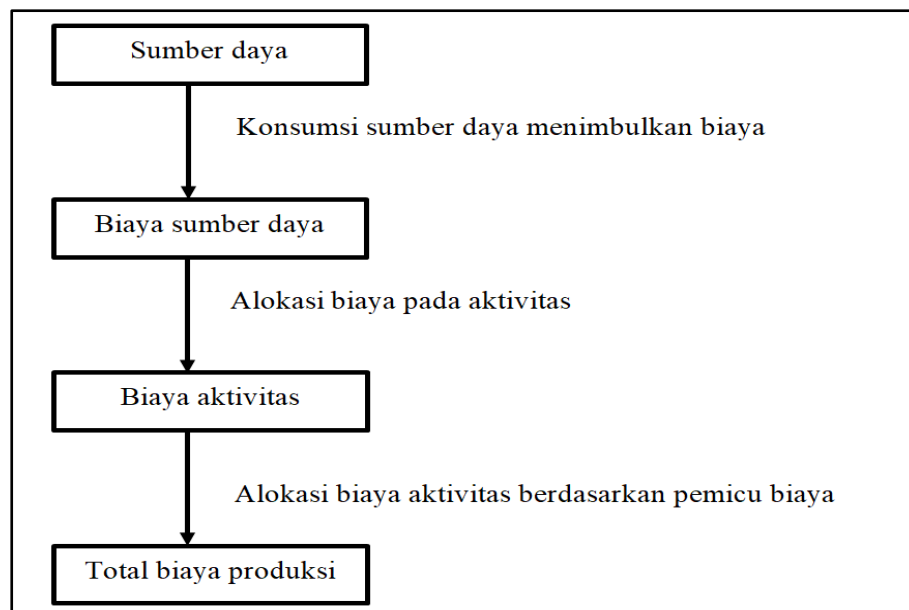 Sumber daya
Konsumsi sumber daya menimbulkan biaya
Biaya sumber daya
Alokasi biaya pada aktivitas
Biaya aktivitas
Alokasi biaya aktivitas berdasarkan pemicu biaya
Total biaya produksi